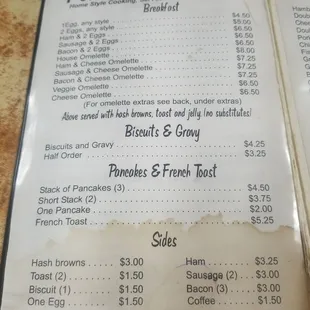 Home Style Cooking,
Breakfast
1 Egg, any style $4.50
2 Eggs, any style $5.00
Ham & 2 Eggs $6.50
Sausage & 2 Eggs $6.50
Bacon & 2 Eggs $6.50
House Omelette $8.00
Ham & Cheese Omelette $7.25
Sausage & Cheese Omelette $7.25
Bacon & Cheese Omelette $7.25
Veggie Omelette $6.50
Cheese Omelette $6.50
(For omelette extras see back, under extras)
Above served with hash browns, toast and jelly (no substitutes)
Biscuits & Gravy
Biscuits and Gravy $4.25
Half Order $3.25
Pancakes & French Toast
Stack of Pancakes (3) $4.50
Short Stack (2) $3.75
One Pancake $2.00
French Toast $5.25
Sides
Hash browns $3.00
Toast (2) $1.50
Biscuit (1) $1.50
One Egg $1.50
Ham $3.25
Sausage (2) $3.00
Bacon (3) $3.00
Coffee $1.50